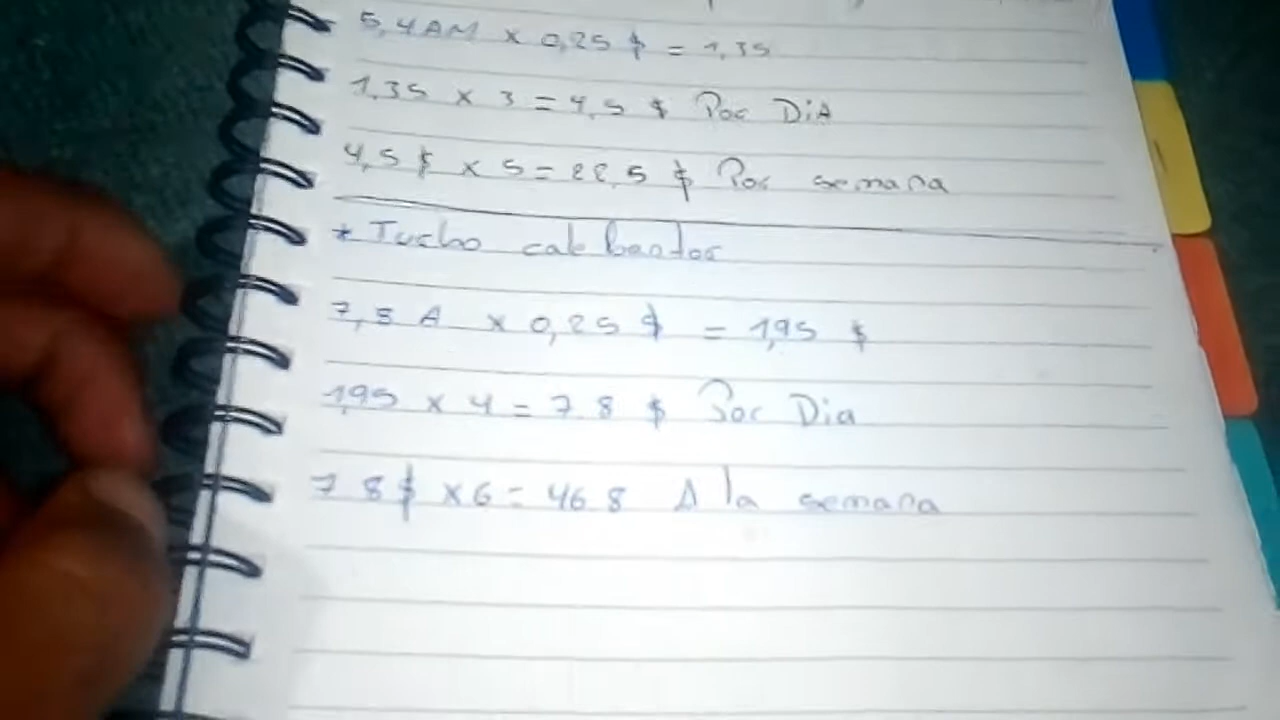 5,4AM x 0,25 $ = 1,35
1,35 x 3 = 4,5 $ Por DiA
4,5 $ x 5 = 22,5 $ Por semana
* Tucho calebantor
7,8 A x 0,25 $ = 1,95 $
1,95 x 4 = 7 8 $ Por Dia
7 8 $ x 6 = 46 8 A la semana